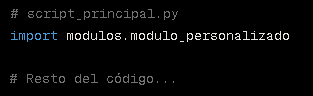 # script_principal.py
import modulos.modulo_personalizado
# Resto del código...